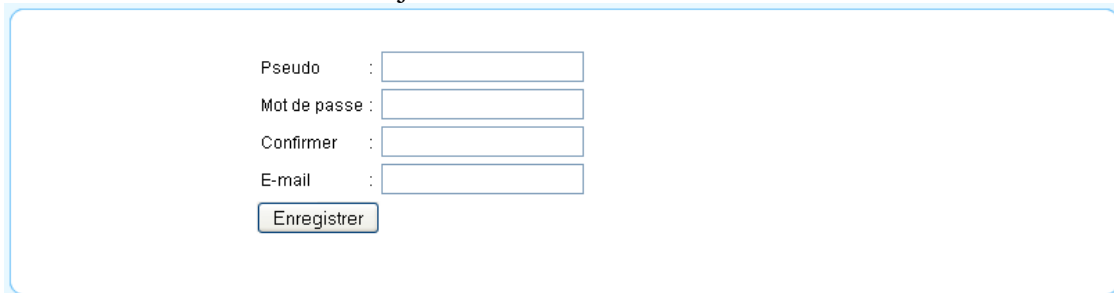 Pseudo :
Mot de passe :
Confirmer :
E-mail :
Enregistrer